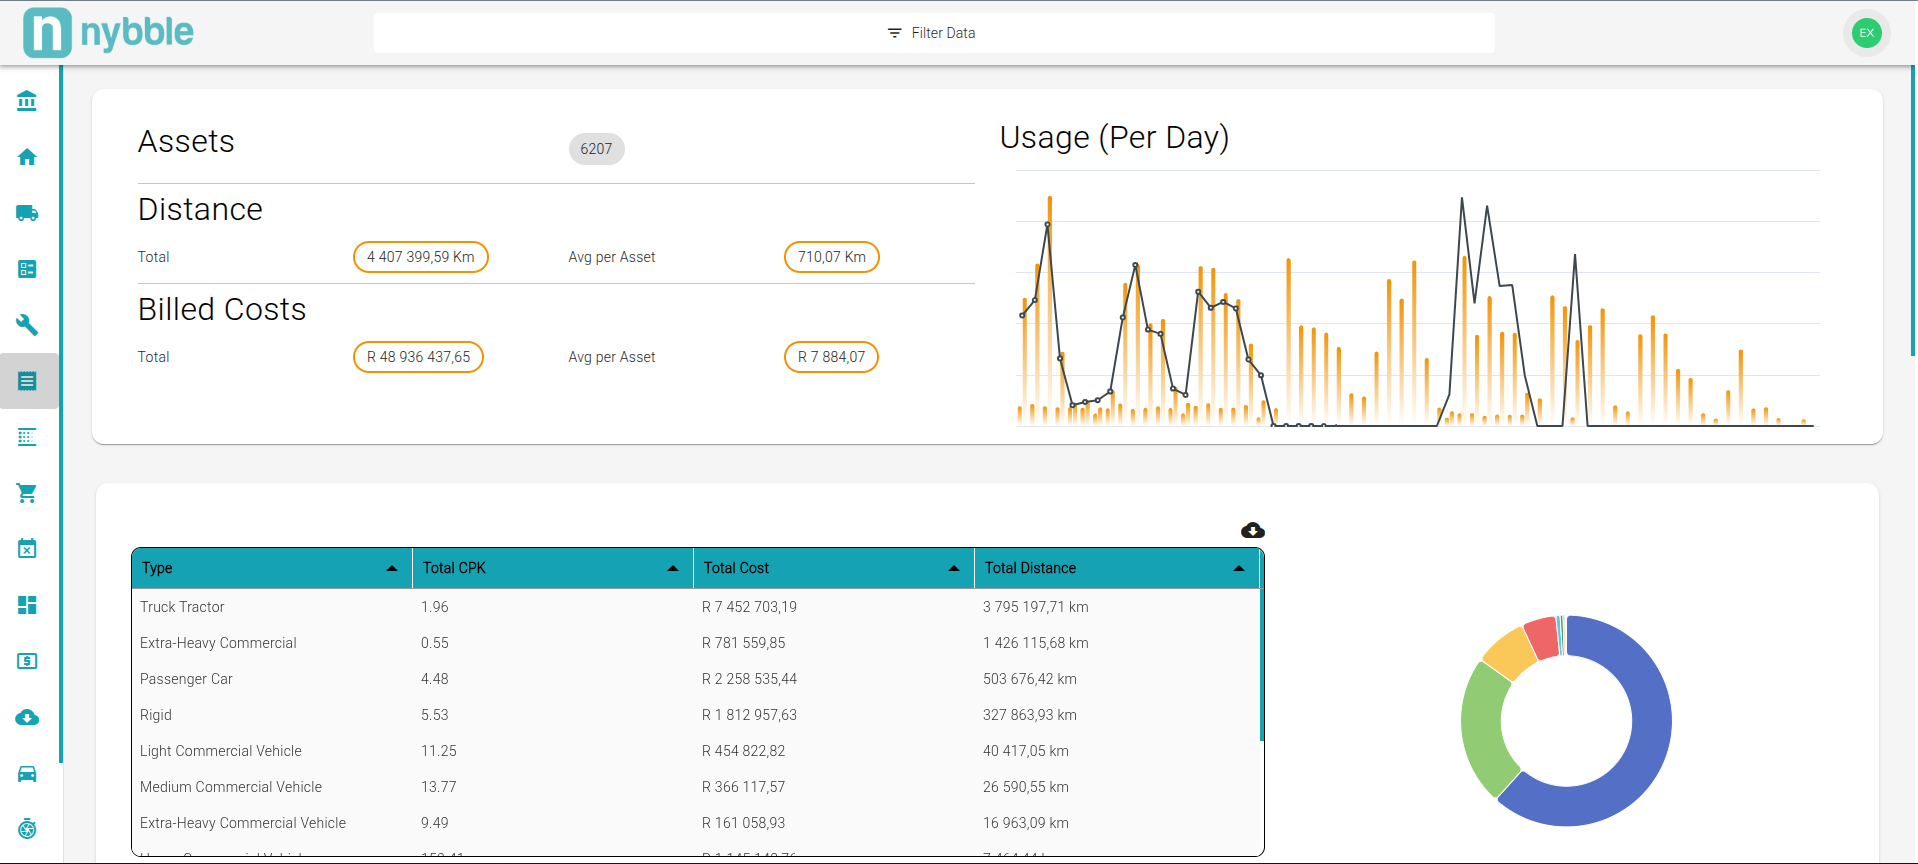 nybble
Filter Data
EX
Assets
6207
Usage (Per Day)
Distance
Total 4 407 399,59 Km Avg per Asset 710,07 Km
Billed Costs
Total R 48 936 437,65 Avg per Asset R 7 884,07
Type Total CPK Total Cost Total Distance
Truck Tractor 1.96 R 7 452 703,19 3 795 197,71 km
Extra-Heavy Commercial 0.55 R 781 559,85 1 426 115,68 km
Passenger Car 4.48 R 2 258 535,44 503 676,42 km
Rigid 5.53 R 1 812 957,63 327 863,93 km
Light Commercial Vehicle 11.25 R 454 822,82 40 417,05 km
Medium Commercial Vehicle 13.77 R 366 117,57 26 590,55 km
Extra-Heavy Commercial Vehicle 9.49 R 161 058,93 16 963,09 km